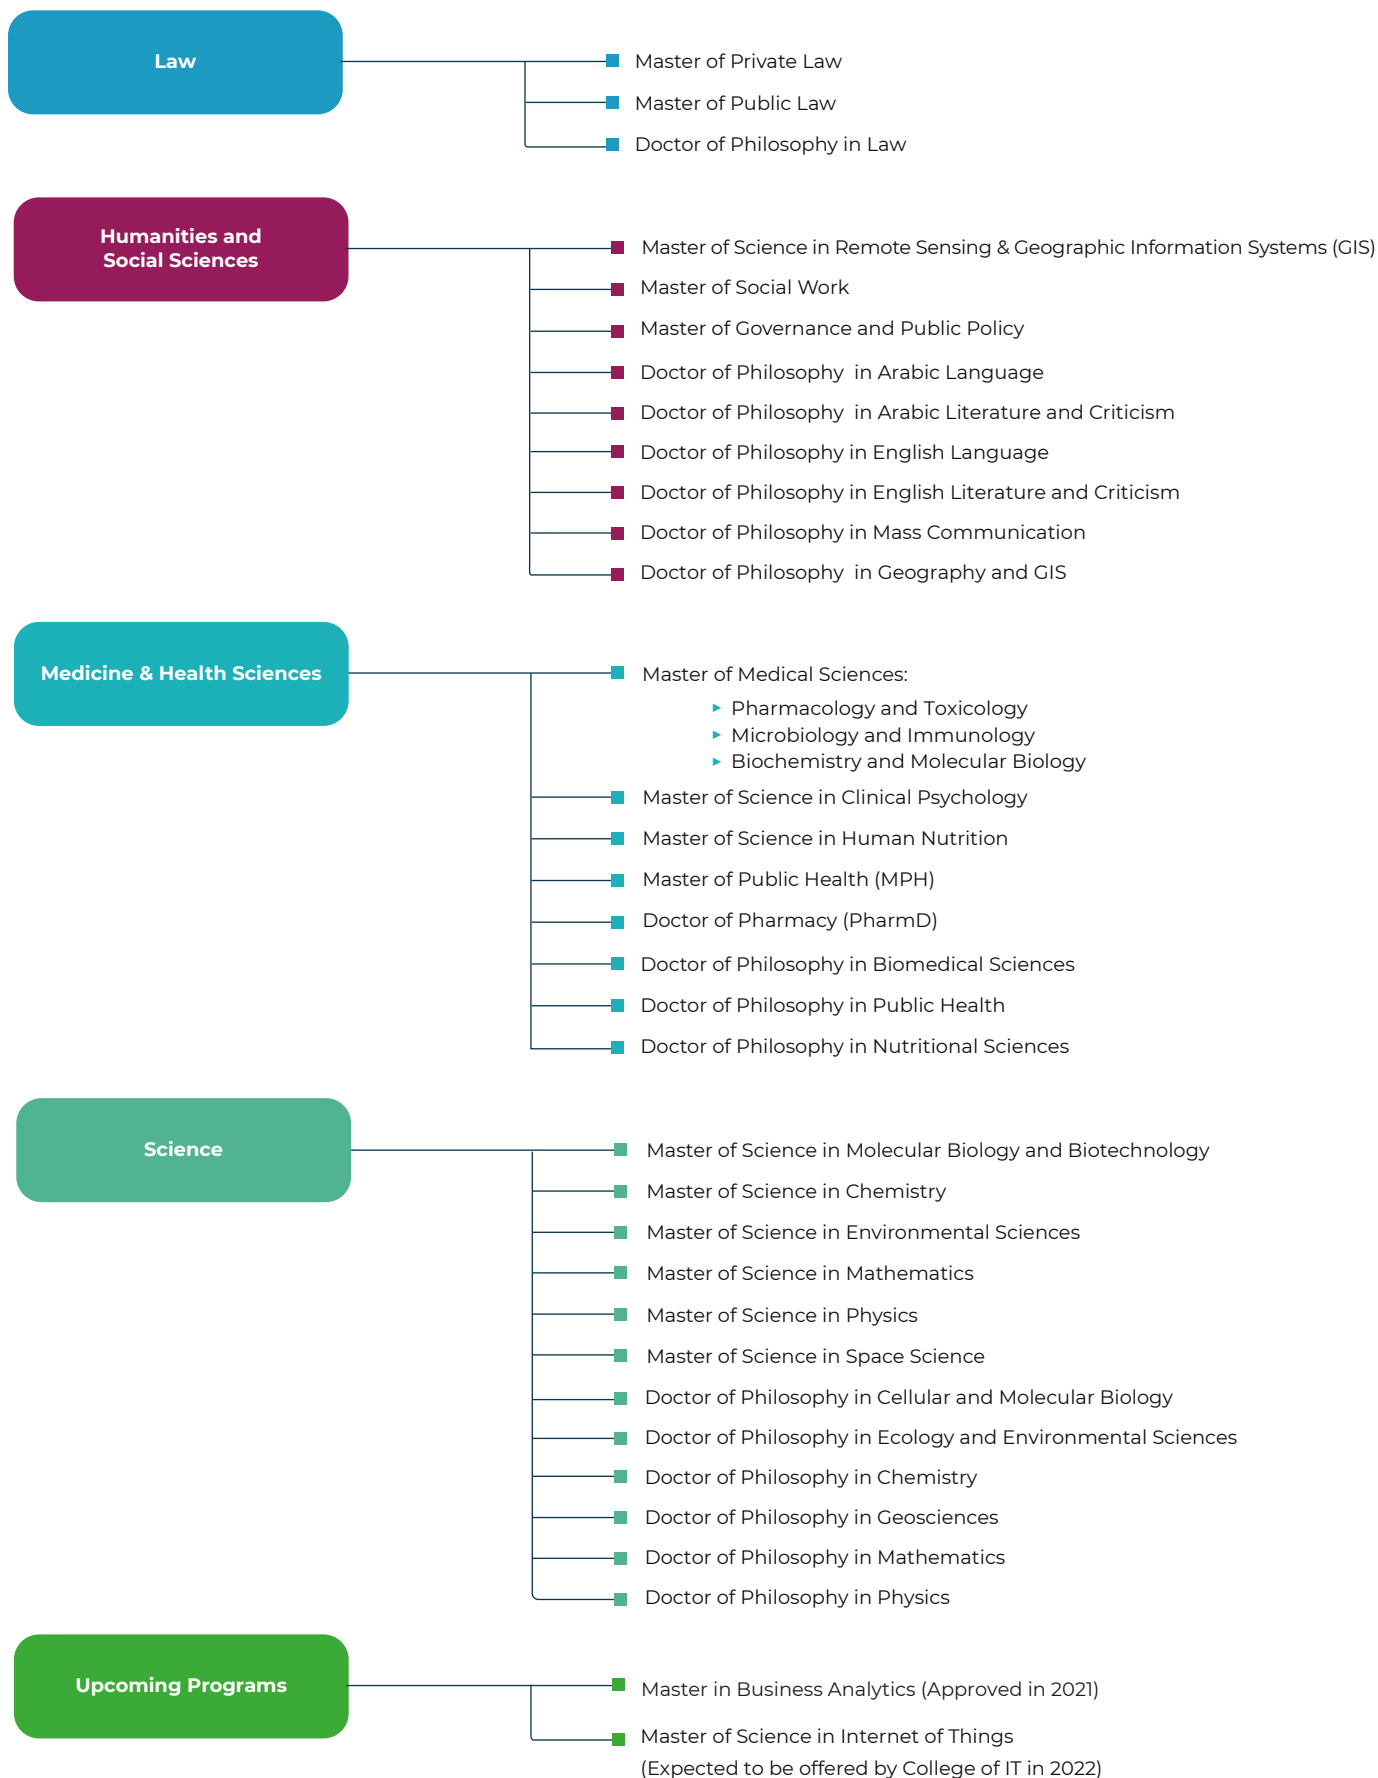 Law
Master of Private Law
Master of Public Law
Doctor of Philosophy in Law
Humanities and
Social Sciences
Master of Science in Remote Sensing & Geographic Information Systems (GIS)
Master of Social Work
Master of Governance and Public Policy
Doctor of Philosophy in Arabic Language
Doctor of Philosophy in Arabic Literature and Criticism
Doctor of Philosophy in English Language
Doctor of Philosophy in English Literature and Criticism
Doctor of Philosophy in Mass Communication
Doctor of Philosophy in Geography and GIS
Medicine & Health Sciences
Master of Medical Sciences:
Pharmacology and Toxicology
Microbiology and Immunology
Biochemistry and Molecular Biology
Master of Science in Clinical Psychology
Master of Science in Human Nutrition
Master of Public Health (MPH)
Doctor of Pharmacy (PharmD)
Doctor of Philosophy in Biomedical Sciences
Doctor of Philosophy in Public Health
Doctor of Philosophy in Nutritional Sciences
Science
Master of Science in Molecular Biology and Biotechnology
Master of Science in Chemistry
Master of Science in Environmental Sciences
Master of Science in Mathematics
Master of Science in Physics
Master of Science in Space Science
Doctor of Philosophy in Cellular and Molecular Biology
Doctor of Philosophy in Ecology and Environmental Sciences
Doctor of Philosophy in Chemistry
Doctor of Philosophy in Geosciences
Doctor of Philosophy in Mathematics
Doctor of Philosophy in Physics
Upcoming Programs
Master in Business Analytics (Approved in 2021)
Master of Science in Internet of Things
(Expected to be offered by College of IT in 2022)